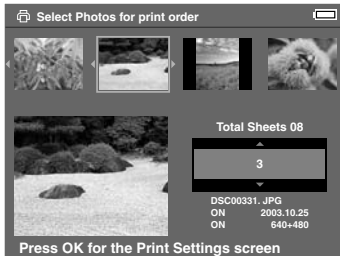 Select Photos for print order
Total Sheets 08
3
DSC00331. JPG
ON 2003.10.25
ON 640+480
Press OK for the Print Settings screen